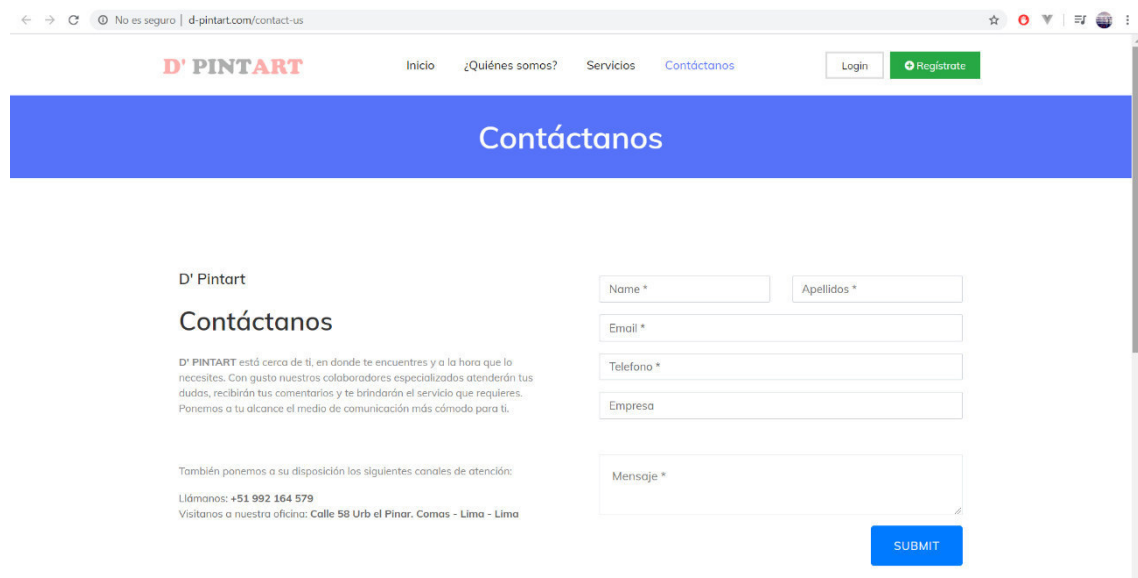 No es seguro | d-pintart.com/contact-us
D' PINTART
Inicio ¿Quiénes somos? Servicios Contáctanos Login Regístrate
Contáctanos
D' Pintart
Contáctanos
D' PINTART está cerca de ti, en donde te encuentres y a la hora que lo
necesites. Con gusto nuestros colaboradores especializados atenderán tus
dudas, recibirán tus comentarios y te brindarán el servicio que requieres.
Ponemos a tu alcance el medio de comunicación más cómodo para ti.
También ponemos a su disposición los siguientes canales de atención:
Llámanos: +51 992 164 579
Visitanos a nuestra oficina: Calle 58 Urb el Pinar. Comas - Lima - Lima
Name * Apellidos *
Email *
Telefono *
Empresa
Mensaje *
SUBMIT